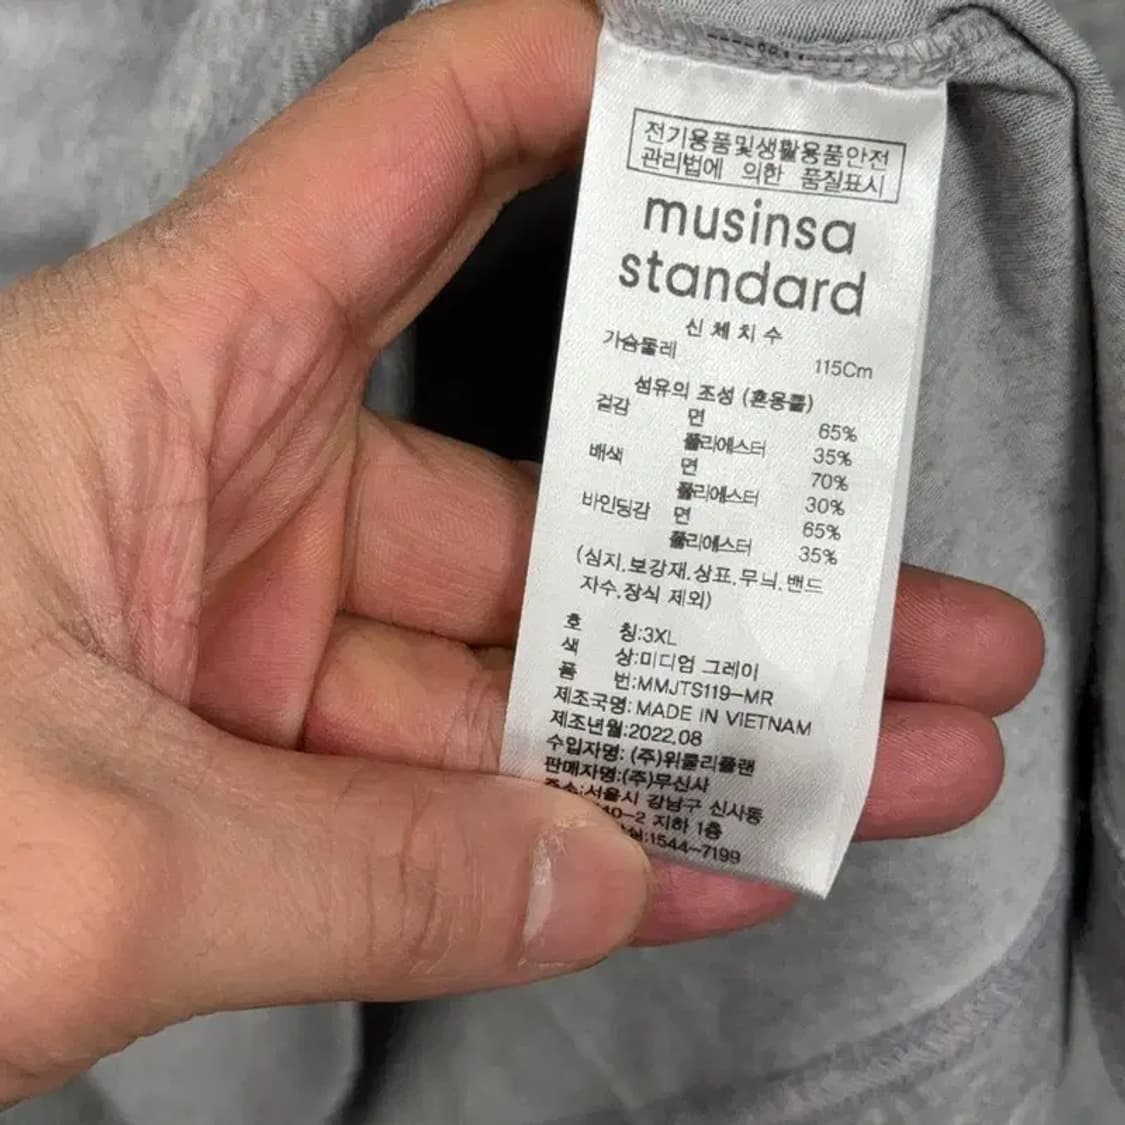 전기용품및생활용품안전
관리법에 의한 품질표시
musinsa
standard
신체치수
가슴둘레 115Cm
섬유의 조성 (혼용률)
겉감 면 65%
폴리에스터 35%
배색 면 70%
폴리에스터 30%
바인딩감 면 65%
폴리에스터 35%
(심지.보강재.상표.무늬.밴드
자수.장식 제외)
호 칭:3XL
색 상:미디엄 그레이
품 번:MMJTS119-MR
제조국명: MADE IN VIETNAM
제조년월:2022.08
수입자명: (주)위클리플랜
판매자명:(주)무신사
주소:서울시 강남구 신사동
40-2 지하 1층
1544-7199